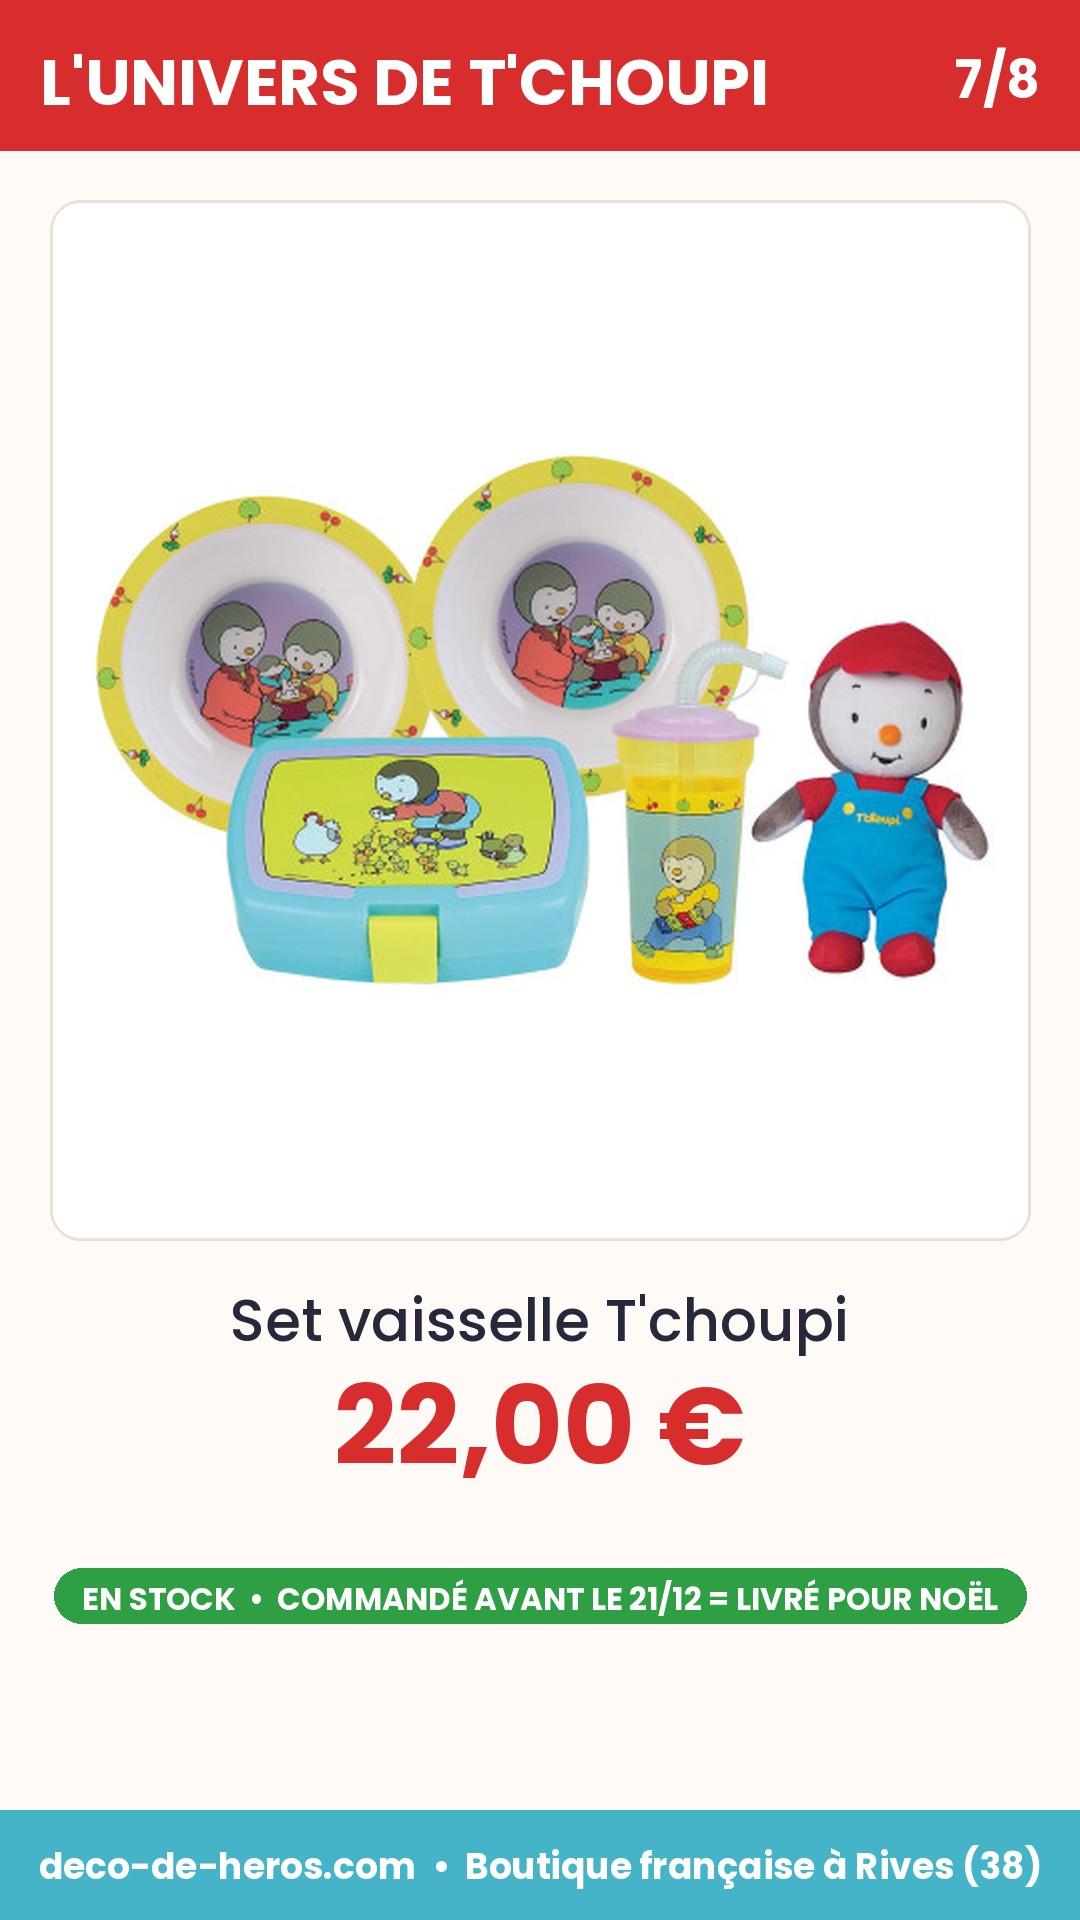 L'UNIVERS DE T'CHOUPI
7/8
T'choupi
Set vaisselle T'choupi
22,00 €
EN STOCK • COMMANDÉ AVANT LE 21/12 = LIVRÉ POUR NOËL
deco-de-heros.com • Boutique française à Rives (38)